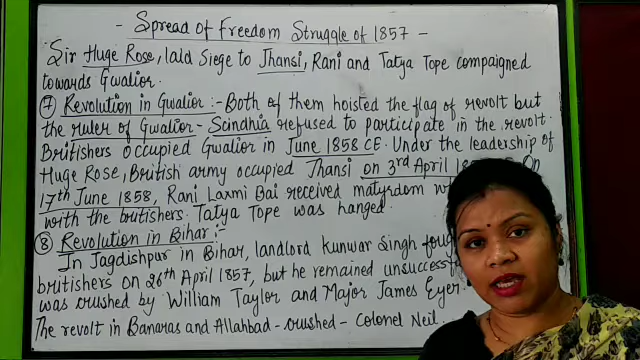 - Spread of Freedom Struggle of 1857 -
Sir Huge Rose, laid Siege to Jhansi, Rani and Tatya Tope compaigned
towards Gwalior.
⑦ Revolution in Gwalior :- Both of them hoisted the flag of revolt but
the ruler of Gwalior - Scindhia refused to participate in the revolt.
Britishers occupied Gwalior in June 1858 CE. Under the leadership of
Huge Rose, British army occupied Jhansi on 3rd April On
17th June 1858, Rani Laxmi Bai received matyrdom
with the britishers. Tatya Tope was hanged.
⑧ Revolution in Bihar :-
In Jagdishpur in Bihar, landlord Kunwar Singh
britishers on 26th April 1857, but he remained
was crushed by William Taylor and Major James Eyer.
The revolt in Banaras and Allahbad - crushed - Colonel Neil.